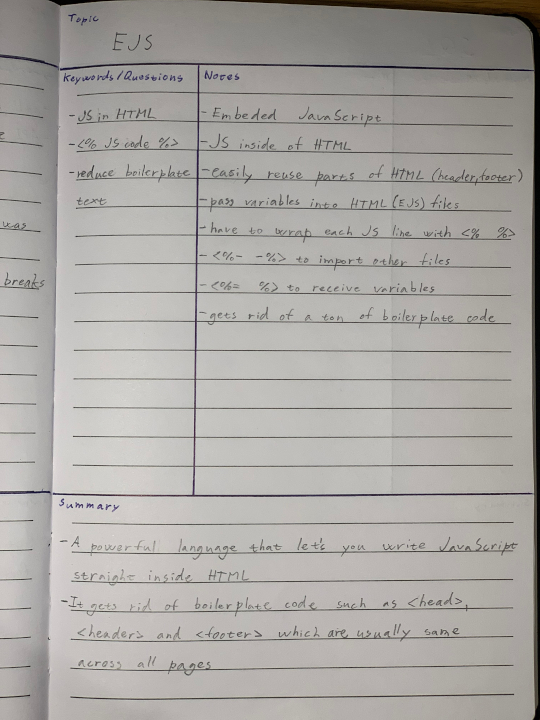 Topic
EJS
Keywords/Questions
Notes
- JS in HTML
- <% JS code %>
- reduce boilerplate
text
- Embeded JavaScript
- JS inside of HTML
- easily reuse parts of HTML (header, footer)
- pass variables into HTML (EJS) files
- have to wrap each JS line with <% %>
- <%- -%> to import other files
- <%= %> to receive variables
- gets rid of a ton of boilerplate code
was
breaks
Summary
- A powerful language that let's you write JavaScript
straight inside HTML
- It gets rid of boilerplate code such as <head>,
<header> and <footer> which are usually same
across all pages